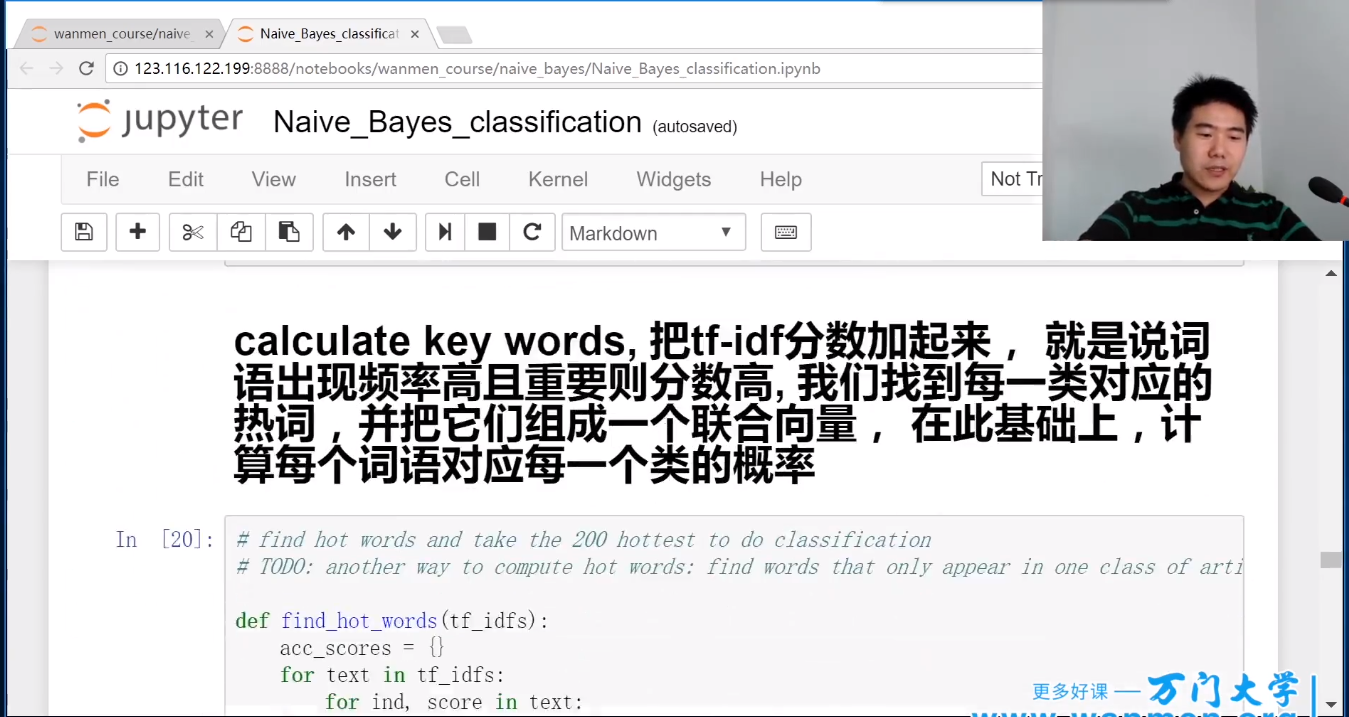 wanmen_course/naive_
Naive_Bayes_classificat
123.116.122.199:8888/notebooks/wanmen_course/naive_bayes/Naive_Bayes_classification.ipynb
jupyter Naive_Bayes_classification (autosaved)
File Edit View Insert Cell Kernel Widgets Help Not Tr
Markdown
calculate key words, 把tf-idf分数加起来， 就是说词
语出现频率高且重要则分数高, 我们找到每一类对应的
热词，并把它们组成一个联合向量， 在此基础上，计
算每个词语对应每一个类的概率
In [20]: # find hot words and take the 200 hottest to do classification
# TODO: another way to compute hot words: find words that only appear in one class of arti
def find_hot_words(tf_idfs):
acc_scores = {}
for text in tf_idfs:
for ind, score in text:
更多好课 — 万门大学
www.wanmen.org